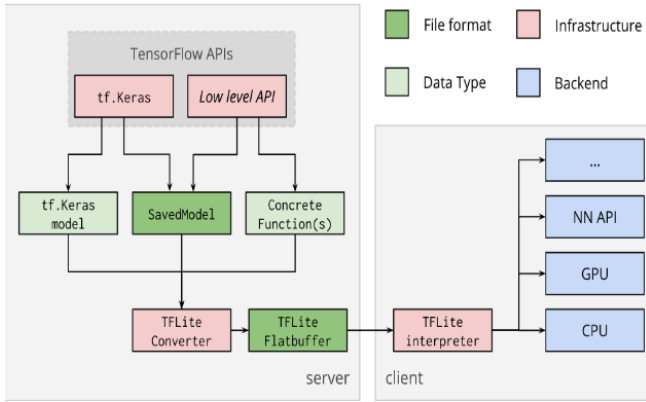 TensorFlow APIs
tf.Keras
Low level API
File format
Infrastructure
Data Type
Backend
tf.Keras
model
SavedModel
Concrete
Function(s)
...
NN API
GPU
CPU
TFLite
Converter
TFLite
Flatbuffer
TFLite
interpreter
server
client